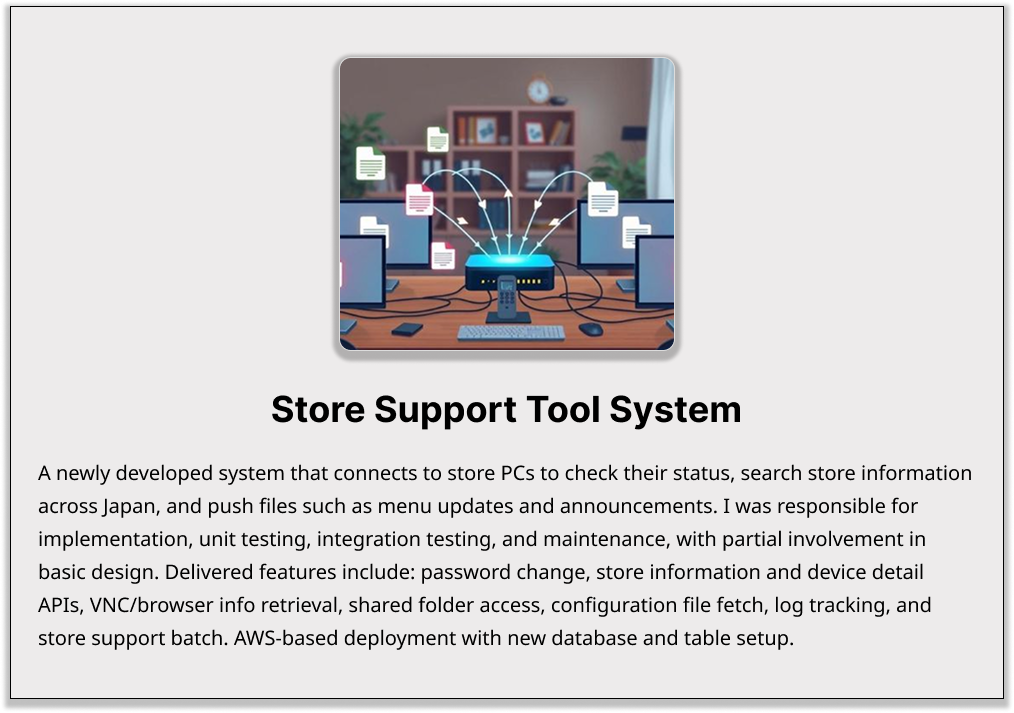 Store Support Tool System
A newly developed system that connects to store PCs to check their status, search store information
across Japan, and push files such as menu updates and announcements. I was responsible for
implementation, unit testing, integration testing, and maintenance, with partial involvement in
basic design. Delivered features include: password change, store information and device detail
APIs, VNC/browser info retrieval, shared folder access, configuration file fetch, log tracking, and
store support batch. AWS-based deployment with new database and table setup.